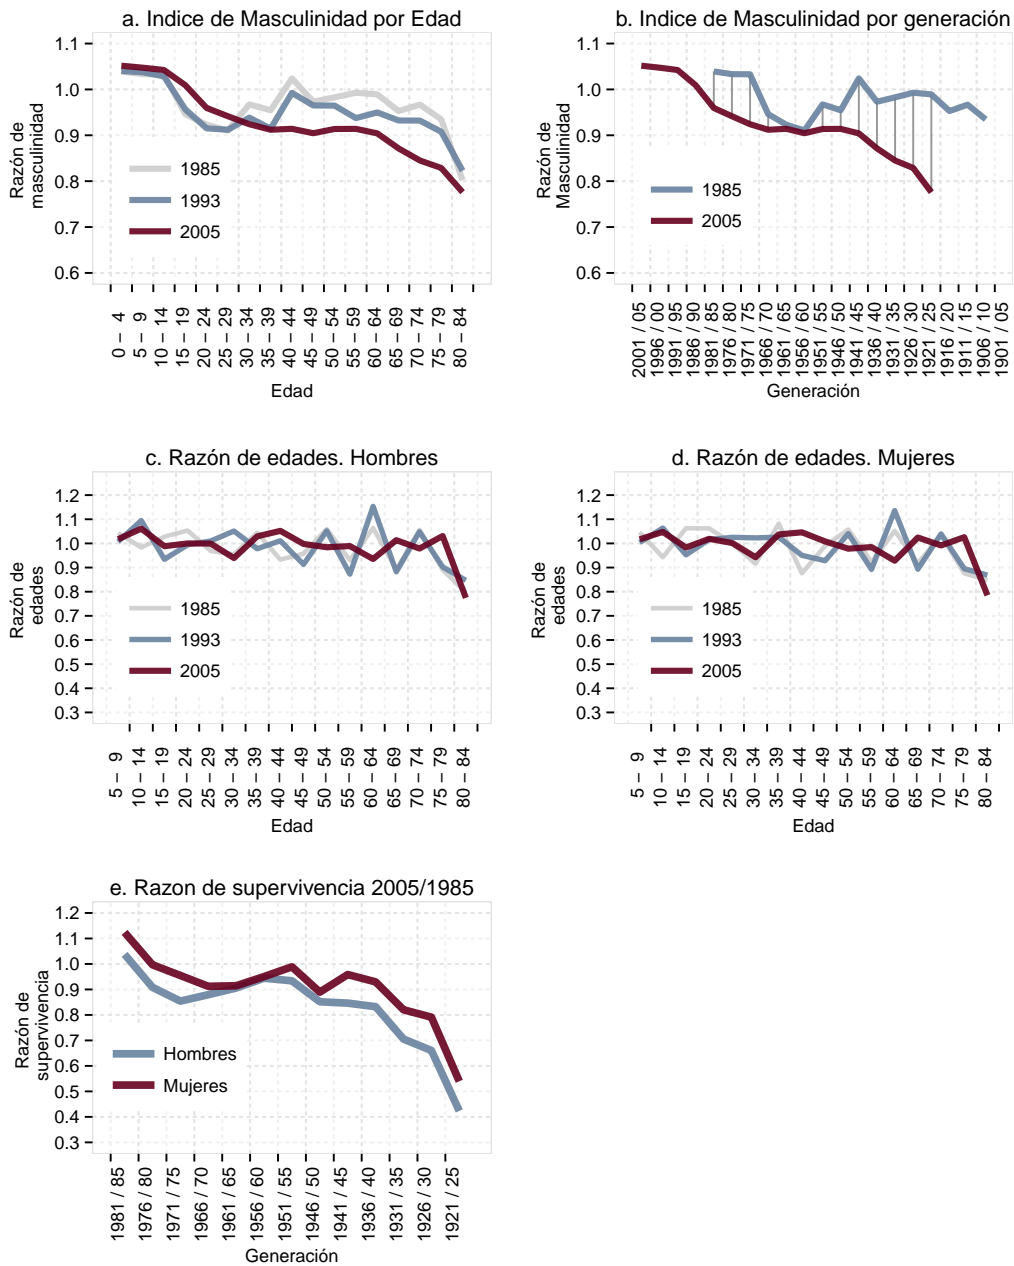 a. Indice de Masculinidad por Edad
1.1
1.0
0.9
0.8
0.7
0.6
Razón de
masculinidad
1985
1993
2005
0 – 4
5 – 9
10 – 14
15 – 19
20 – 24
25 – 29
30 – 34
35 – 39
40 – 44
45 – 49
50 – 54
55 – 59
60 – 64
65 – 69
70 – 74
75 – 79
80 – 84
Edad
b. Indice de Masculinidad por generación
1.1
1.0
0.9
0.8
0.7
0.6
Razón de
Masculinidad
1985
2005
2001 / 05
1996 / 00
1991 / 95
1986 / 90
1981 / 85
1976 / 80
1971 / 75
1966 / 70
1961 / 65
1956 / 60
1951 / 55
1946 / 50
1941 / 45
1936 / 40
1931 / 35
1926 / 30
1921 / 25
1916 / 20
1911 / 15
1906 / 10
1901 / 05
Generación
c. Razón de edades. Hombres
1.2
1.1
1.0
0.9
0.8
0.7
0.6
0.5
0.4
0.3
Razón de
edades
1985
1993
2005
5 – 9
10 – 14
15 – 19
20 – 24
25 – 29
30 – 34
35 – 39
40 – 44
45 – 49
50 – 54
55 – 59
60 – 64
65 – 69
70 – 74
75 – 79
80 – 84
Edad
d. Razón de edades. Mujeres
1.2
1.1
1.0
0.9
0.8
0.7
0.6
0.5
0.4
0.3
Razón de
edades
1985
1993
2005
5 – 9
10 – 14
15 – 19
20 – 24
25 – 29
30 – 34
35 – 39
40 – 44
45 – 49
50 – 54
55 – 59
60 – 64
65 – 69
70 – 74
75 – 79
80 – 84
Edad
e. Razon de supervivencia 2005/1985
1.2
1.1
1.0
0.9
0.8
0.7
0.6
0.5
0.4
0.3
Razón de
supervivencia
Hombres
Mujeres
1981 / 85
1976 / 80
1971 / 75
1966 / 70
1961 / 65
1956 / 60
1951 / 55
1946 / 50
1941 / 45
1936 / 40
1931 / 35
1926 / 30
1921 / 25
Generación